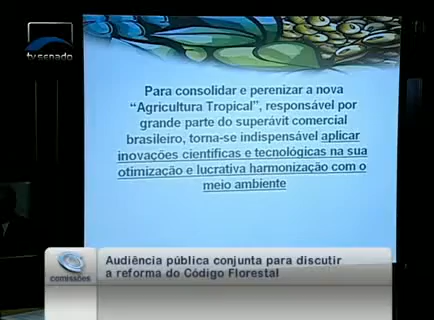 tv senado
Para consolidar e perenizar a nova
“Agricultura Tropical”, responsável por
grande parte do superávit comercial
brasileiro, torna-se indispensável aplicar
inovações científicas e tecnológicas na sua
otimização e lucrativa harmonização com o
meio ambiente
comissões
Audiência pública conjunta para discutir
a reforma do Código Florestal